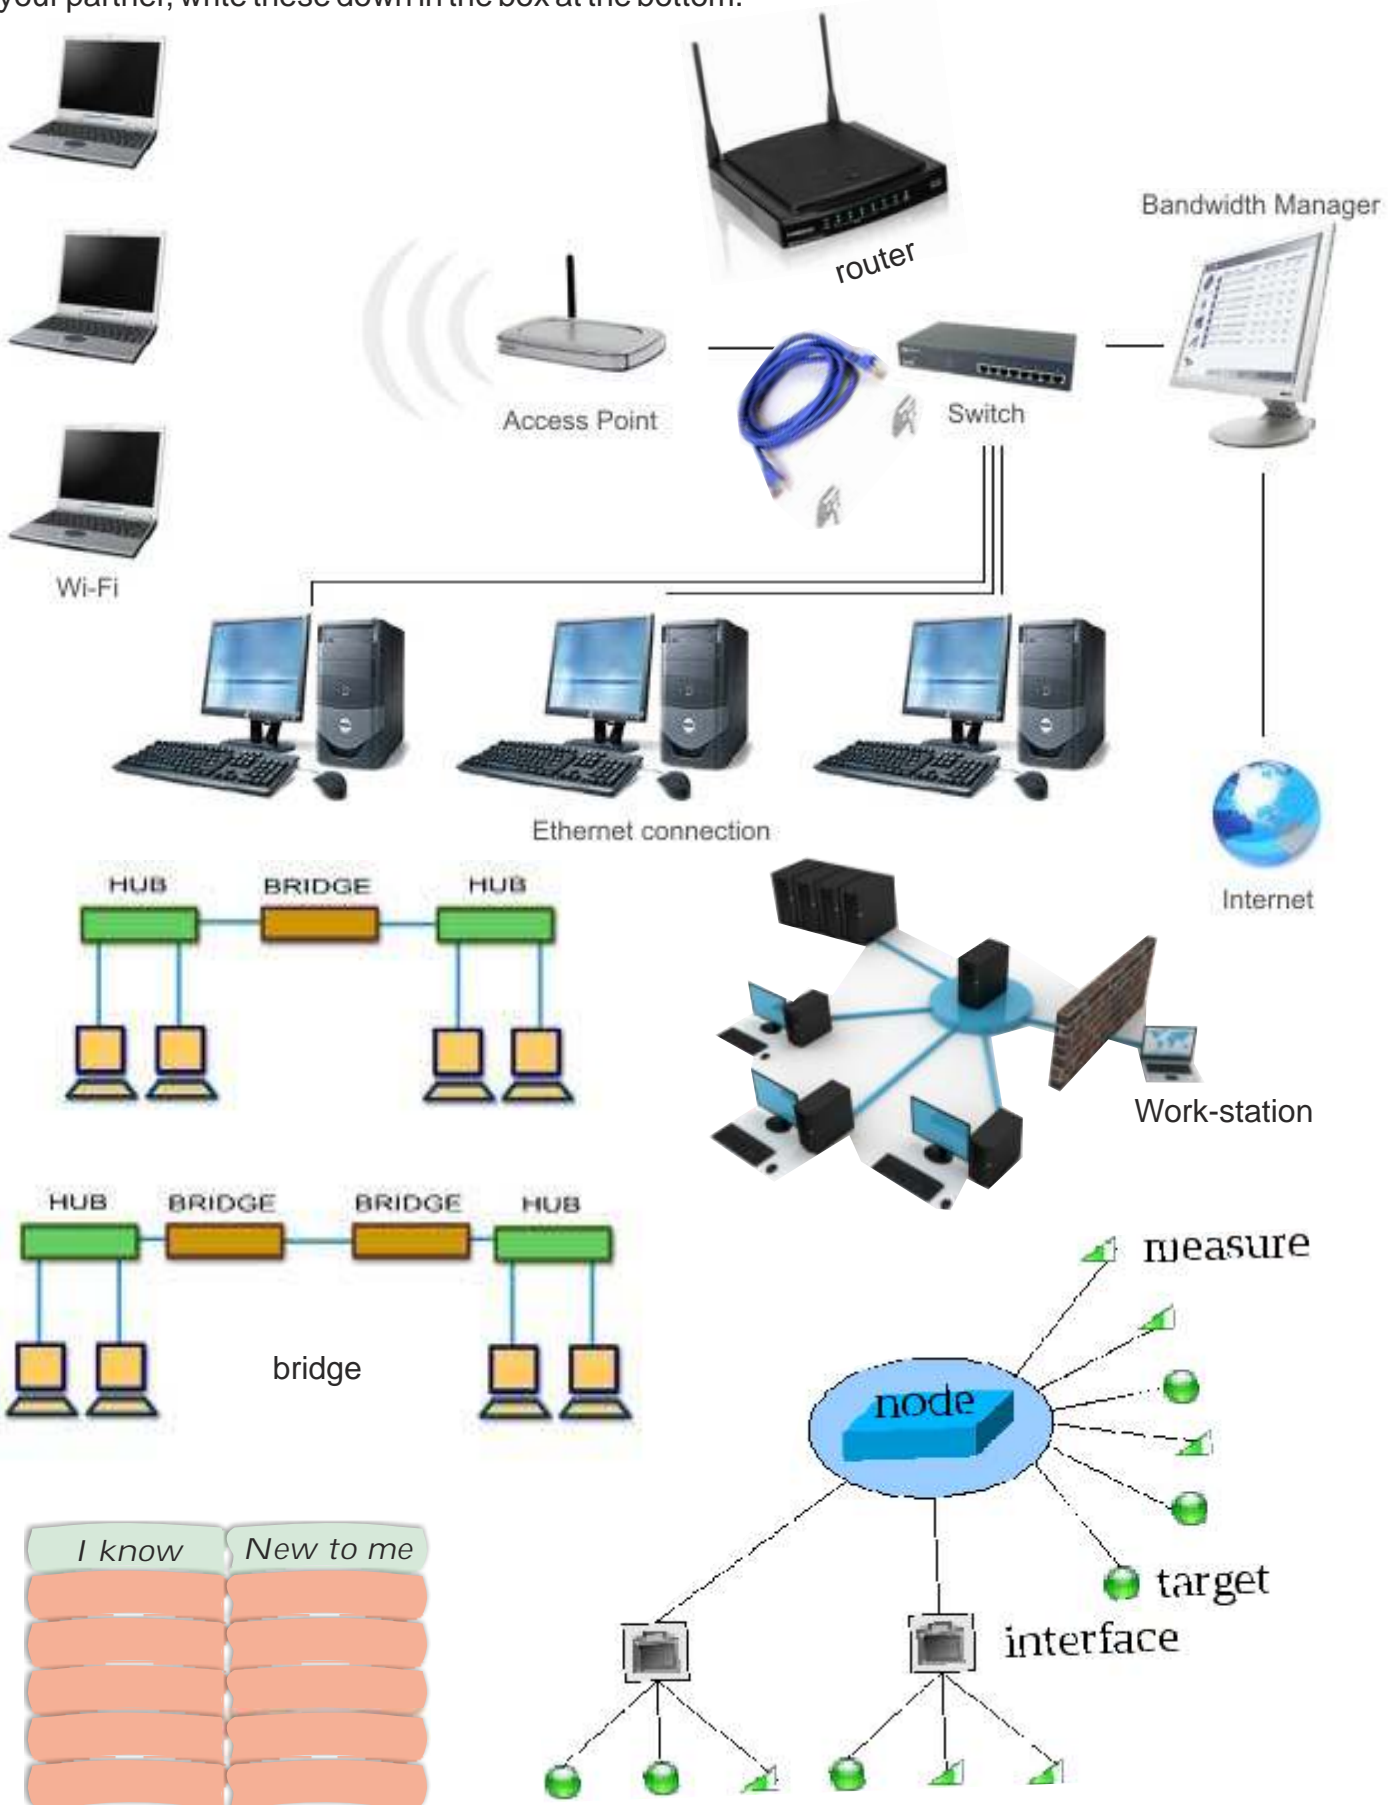 your partner, write these down in the box at the bottom.
router
Bandwidth Manager
Access Point
Switch
Wi-Fi
Ethernet connection
Internet
HUB BRIDGE HUB
Work-station
HUB BRIDGE BRIDGE HUB
bridge
measure
node
target
interface
I know New to me